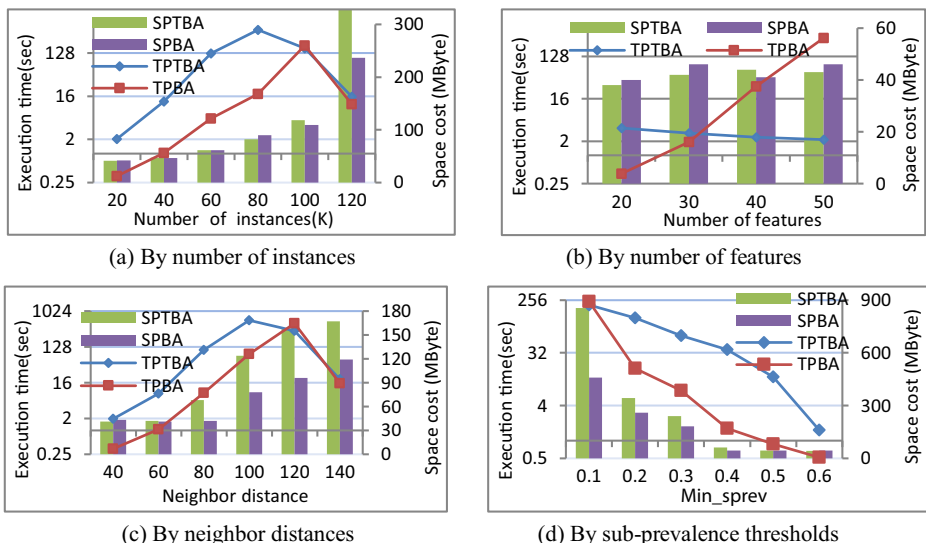 SPTBA
SPBA
TPTBA
TPBA
Execution time(sec)
128
16
2
0.25
300
200
100
0
Space cost (MByte)
20 40 60 80 100 120
Number of instances(K)
(a) By number of instances
SPTBA SPBA
TPTBA TPBA
Execution time(sec)
128
16
2
0.25
60
40
20
0
Space cost (MByte)
20 30 40 50
Number of features
(b) By number of features
SPTBA
SPBA
TPTBA
TPBA
Execution time(sec)
1024
128
16
2
0.25
180
150
120
90
60
30
0
Space cost (MByte)
40 60 80 100 120 140
Neighbor distance
(c) By neighbor distances
SPTBA
SPBA
TPTBA
TPBA
Execution time(sec)
256
32
4
0.5
900
600
300
0
Space cost (MByte)
0.1 0.2 0.3 0.4 0.5 0.6
Min_sprev
(d) By sub-prevalence thresholds